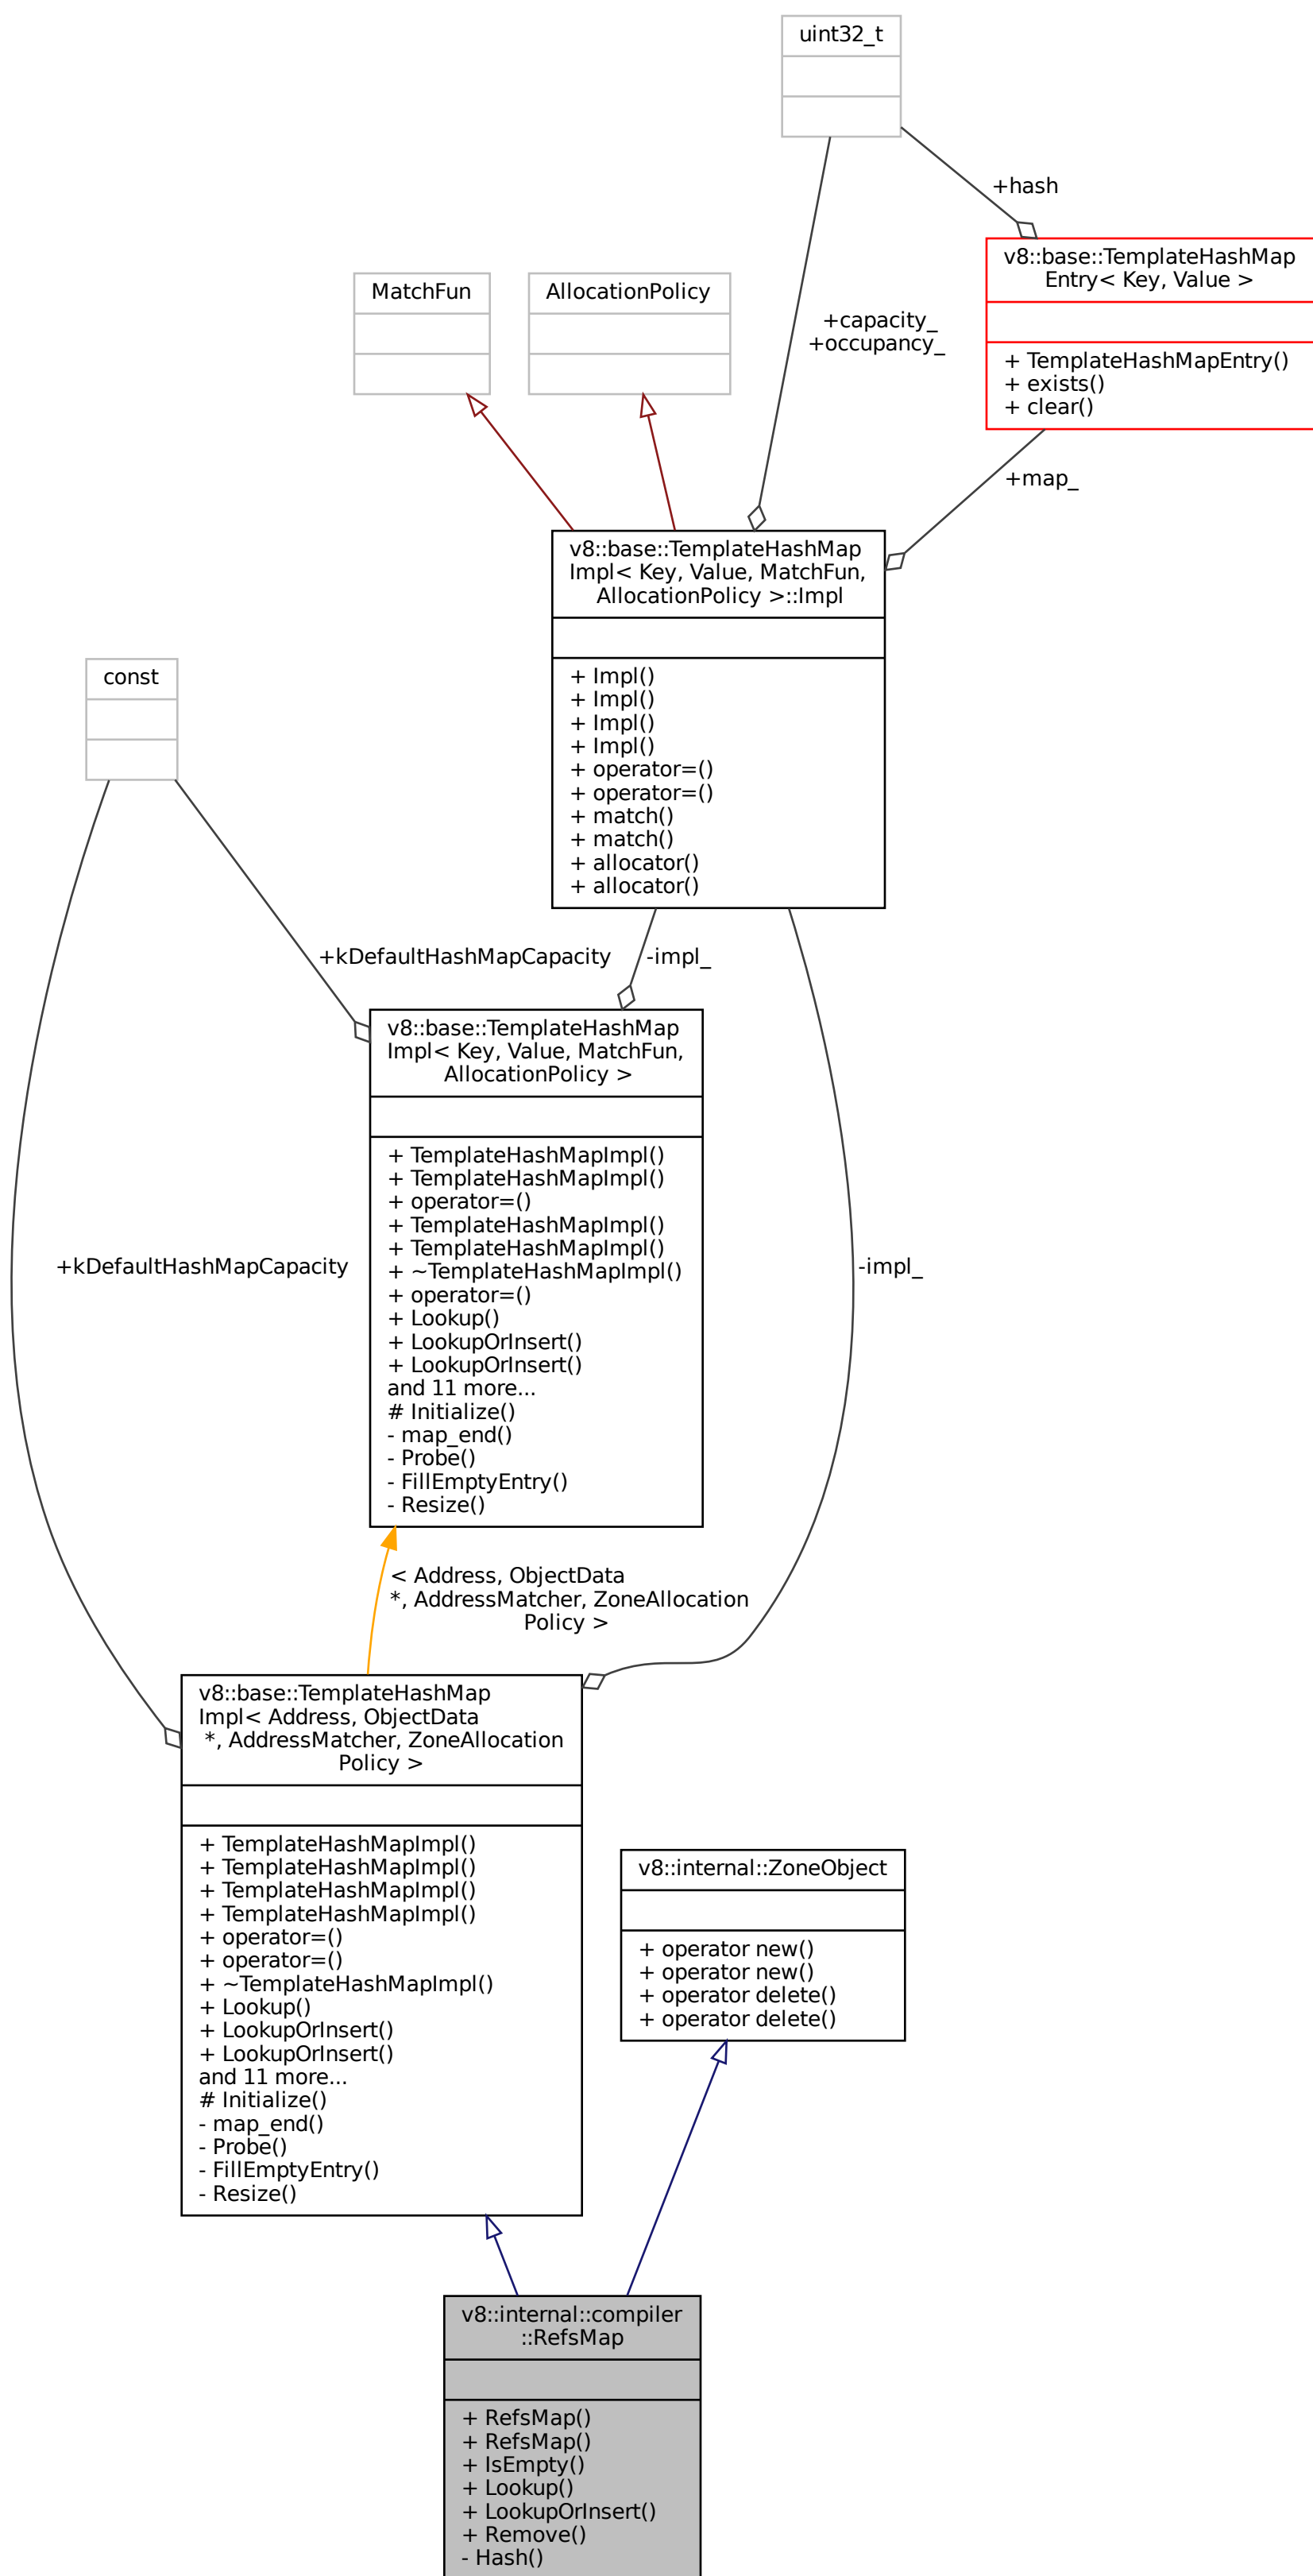 uint32_t
+hash
v8::base::TemplateHashMap
Entry< Key, Value >
+ TemplateHashMapEntry()
+ exists()
+ clear()
MatchFun
AllocationPolicy
+capacity_
+occupancy_
+map_
v8::base::TemplateHashMap
Impl< Key, Value, MatchFun,
AllocationPolicy >::Impl
+ Impl()
+ Impl()
+ Impl()
+ Impl()
+ operator=()
+ operator=()
+ match()
+ match()
+ allocator()
+ allocator()
const
+kDefaultHashMapCapacity
-impl_
v8::base::TemplateHashMap
Impl< Key, Value, MatchFun,
AllocationPolicy >
+ TemplateHashMapImpl()
+ TemplateHashMapImpl()
+ operator=()
+ TemplateHashMapImpl()
+ TemplateHashMapImpl()
+ ~TemplateHashMapImpl()
+ operator=()
+ Lookup()
+ LookupOrInsert()
+ LookupOrInsert()
and 11 more...
# Initialize()
- map_end()
- Probe()
- FillEmptyEntry()
- Resize()
+kDefaultHashMapCapacity
-impl_
< Address, ObjectData
*, AddressMatcher, ZoneAllocation
Policy >
v8::base::TemplateHashMap
Impl< Address, ObjectData
*, AddressMatcher, ZoneAllocation
Policy >
+ TemplateHashMapImpl()
+ TemplateHashMapImpl()
+ TemplateHashMapImpl()
+ TemplateHashMapImpl()
+ operator=()
+ operator=()
+ ~TemplateHashMapImpl()
+ Lookup()
+ LookupOrInsert()
+ LookupOrInsert()
and 11 more...
# Initialize()
- map_end()
- Probe()
- FillEmptyEntry()
- Resize()
v8::internal::ZoneObject
+ operator new()
+ operator new()
+ operator delete()
+ operator delete()
v8::internal::compiler
::RefsMap
+ RefsMap()
+ RefsMap()
+ IsEmpty()
+ Lookup()
+ LookupOrInsert()
+ Remove()
- Hash()